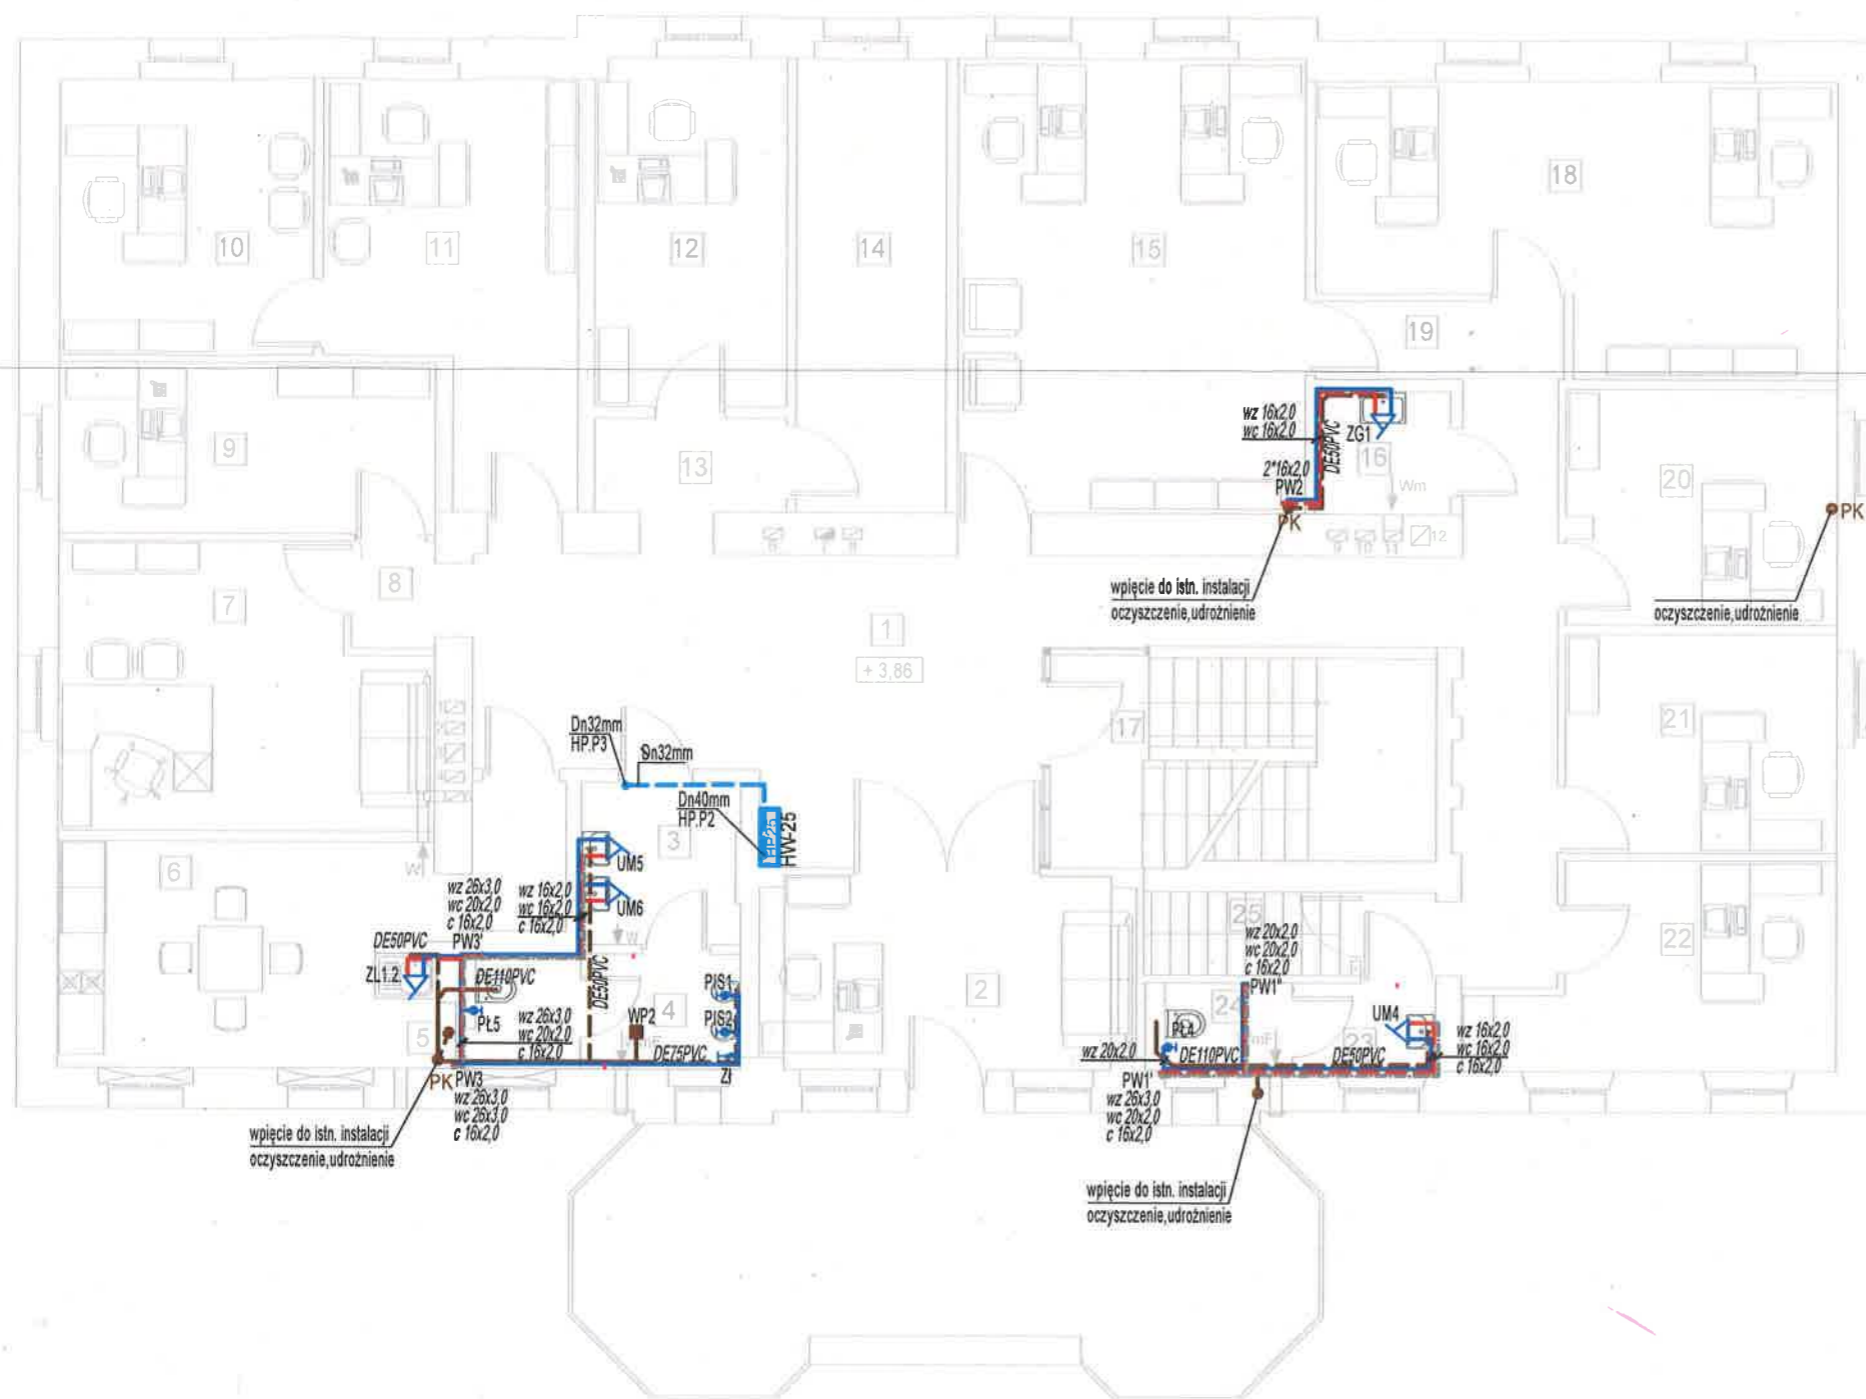 10
11
12
14
15
18
19
9
13
wz 16x2,0
wc 16x2,0
DE50PVC
ZG1
16
2*16x2,0
PW2
PK
Wm
20
PK
9
10
11
12
wpięcie do istn. instalacji
oczyszczenie,udrożnienie
oczyszczenie,udrożnienie
7
8
1
+ 3,86
17
21
Dn32mm
HP.P3
Dn32mm
Dn40mm
HP.P2
HP25
HW-25
3
UM5
UM6
6
W
wz 26x3,0
wc 20x2,0
c 16x2,0
wz 16x2,0
wc 16x2,0
c 16x2,0
W
DE50PVC
PW3'
ZL1.2
DE110PVC
DE50PVC
PŁ5
wz 26x3,0
wc 20x2,0
c 16x2,0
WP2
4
PIS1
PIS2
DE75PVC
5
PK
PW3
wz 26x3,0
wc 26x3,0
c 16x2,0
wpięcie do istn. instalacji
oczyszczenie,udrożnienie
2
25
wz 20x2,0
wc 20x2,0
c 16x2,0
PW1"
24
PŁ4
wz 20x2,0
DE110PVC
23
DE50PVC
UM4
wz 16x2,0
wc 16x2,0
c 16x2,0
22
PW1'
wz 26x3,0
wc 20x2,0
c 16x2,0
wpięcie do istn. instalacji
oczyszczenie,udrożnienie